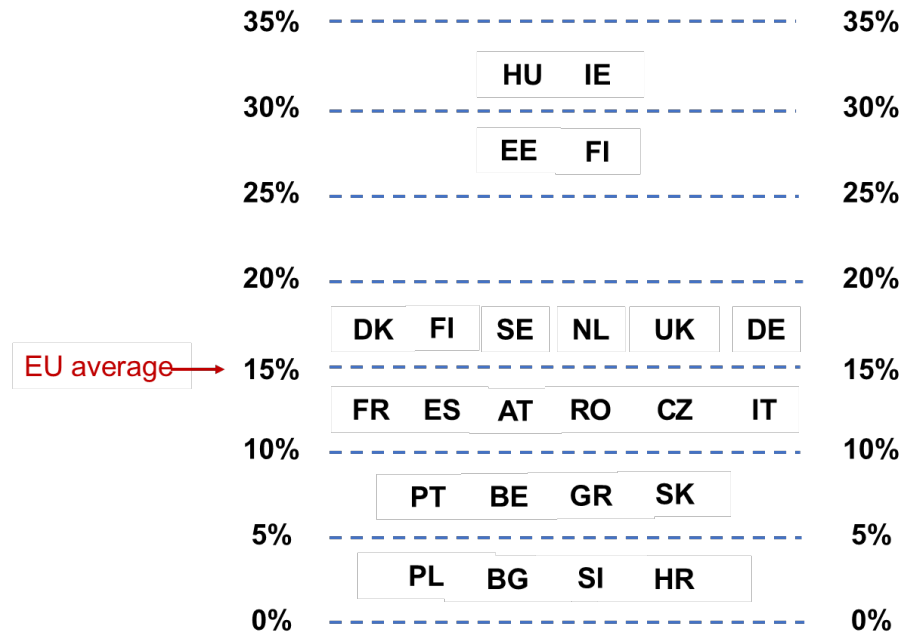 35% 35%
HU IE
30% 30%
EE FI
25% 25%
20% 20%
DK FI SE NL UK DE
EU average 15% 15%
FR ES AT RO CZ IT
10% 10%
PT BE GR SK
5% 5%
PL BG SI HR
0% 0%